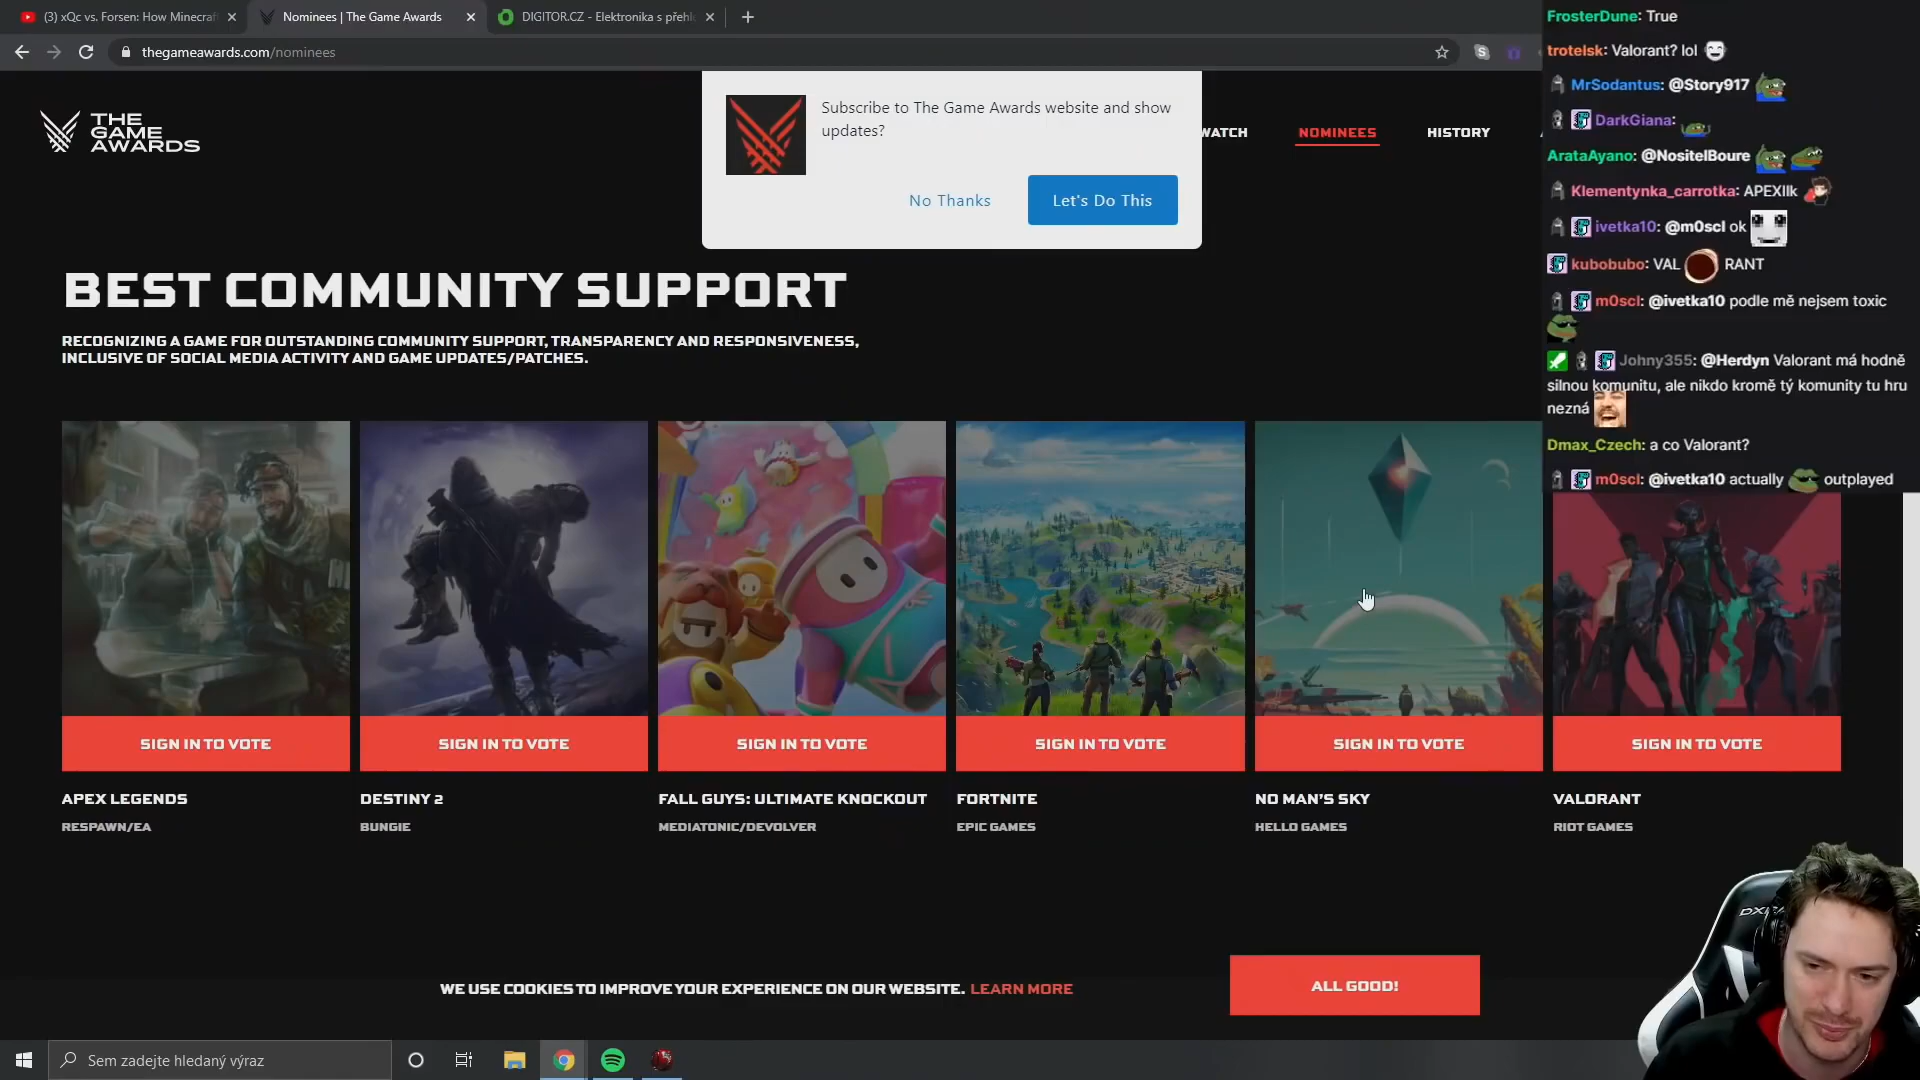 (3) xQc vs. Forsen: How Minecraft
Nominees | The Game Awards
DIGITOR.CZ - Elektronika s přehl
thegameawards.com/nominees
THE
GAME
AWARDS
Subscribe to The Game Awards website and show
updates?
No Thanks
Let's Do This
WATCH
NOMINEES
HISTORY
BEST COMMUNITY SUPPORT
RECOGNIZING A GAME FOR OUTSTANDING COMMUNITY SUPPORT, TRANSPARENCY AND RESPONSIVENESS,
INCLUSIVE OF SOCIAL MEDIA ACTIVITY AND GAME UPDATES/PATCHES.
SIGN IN TO VOTE
SIGN IN TO VOTE
SIGN IN TO VOTE
SIGN IN TO VOTE
SIGN IN TO VOTE
SIGN IN TO VOTE
APEX LEGENDS
RESPAWN/EA
DESTINY 2
BUNGIE
FALL GUYS: ULTIMATE KNOCKOUT
MEDIATONIC/DEVOLVER
FORTNITE
EPIC GAMES
NO MAN'S SKY
HELLO GAMES
VALORANT
RIOT GAMES
WE USE COOKIES TO IMPROVE YOUR EXPERIENCE ON OUR WEBSITE. LEARN MORE
ALL GOOD!
FrosterDune: True
trotelsk: Valorant? lol
MrSodantus: @Story917
DarkGiana:
ArataAyano: @NositelBoure
Klementynka_carrotka: APEXllk
ivetka10: @m0scl ok
kubobubo: VAL RANT
m0scl: @ivetka10 podle mě nejsem toxic
Johny355: @Herdyn Valorant má hodně
silnou komunitu, ale nikdo kromě tý komunity tu hru
nezná
Dmax_Czech: a co Valorant?
m0scl: @ivetka10 actually outplayed
Sem zadejte hledaný výraz